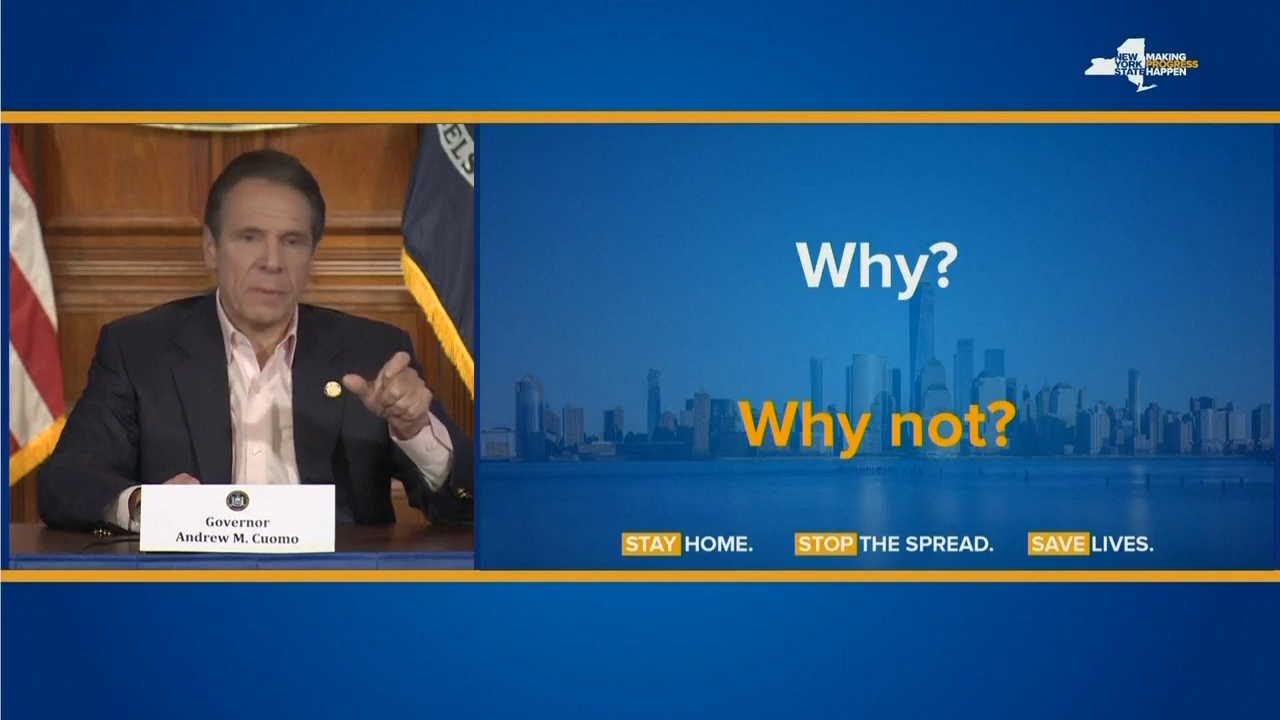 NEW
YORK
STATE
MAKING
PROGRESS
HAPPEN
ELS
Why?
Why not?
Governor
Andrew M. Cuomo
STAY HOME. STOP THE SPREAD. SAVE LIVES.